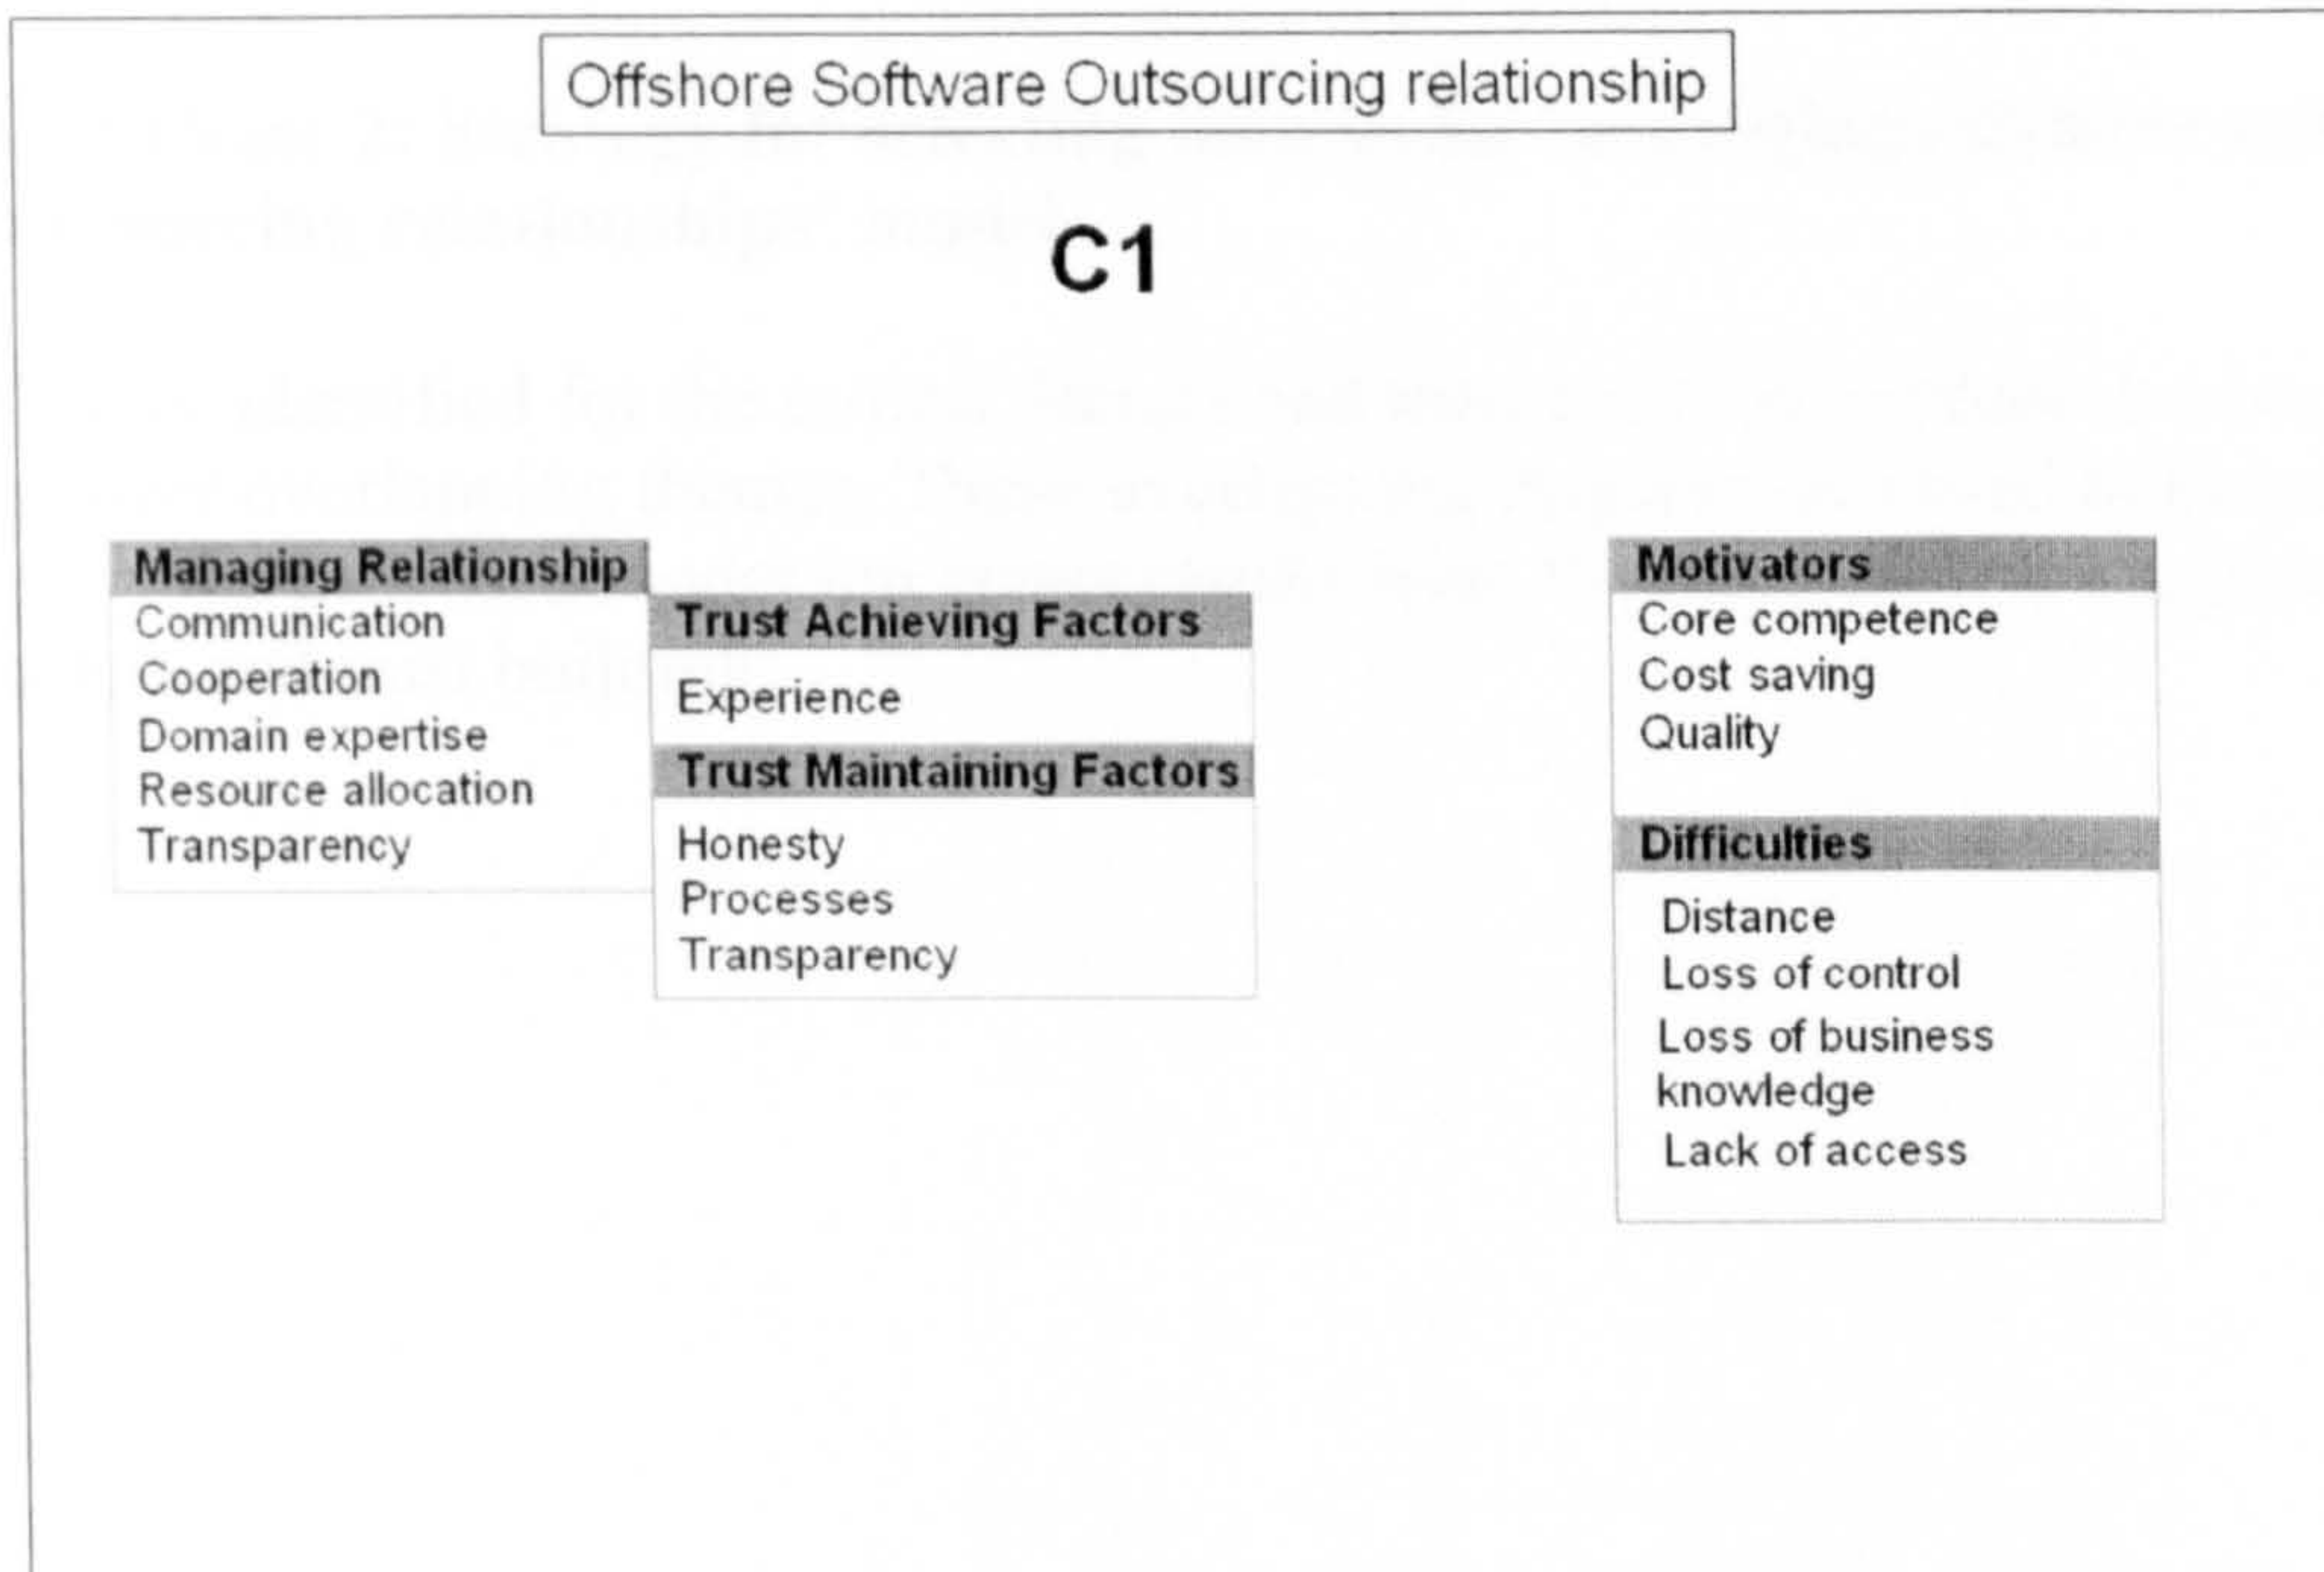 Offshore Software Outsourcing relationship
C1
Managing Relationship
Communication
Cooperation
Domain expertise
Resource allocation
Transparency
Trust Achieving Factors
Experience
Trust Maintaining Factors
Honesty
Processes
Transparency
Motivators
Core competence
Cost saving
Quality
Difficulties
Distance
Loss of control
Loss of business
knowledge
Lack of access